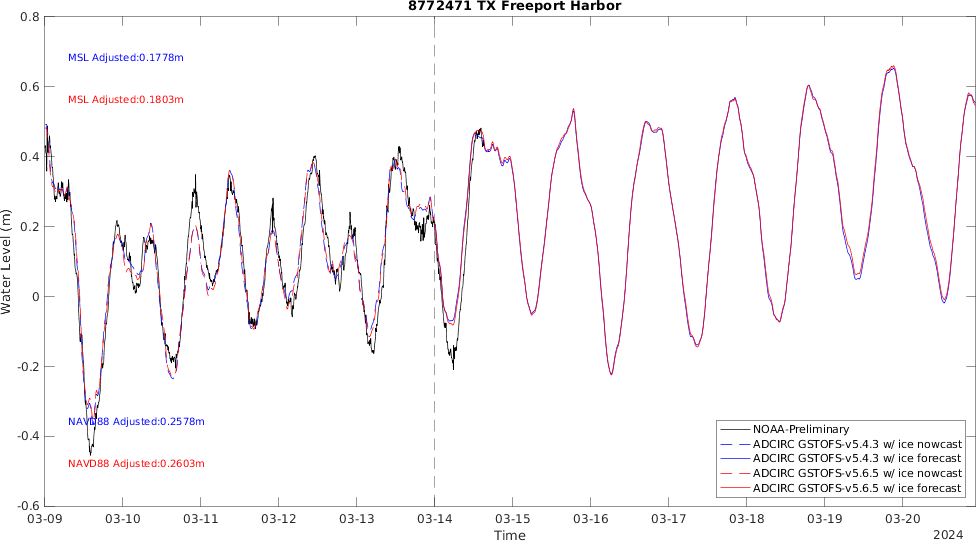 8772471 TX Freeport Harbor
0.8
0.6
0.4
0.2
0
-0.2
-0.4
-0.6
Water Level (m)
MSL Adjusted:0.1778m
MSL Adjusted:0.1803m
NAVD88 Adjusted:0.2578m
NAVD88 Adjusted:0.2603m
NOAA-Preliminary
ADCIRC GSTOFS-v5.4.3 w/ ice nowcast
ADCIRC GSTOFS-v5.4.3 w/ ice forecast
ADCIRC GSTOFS-v5.6.5 w/ ice nowcast
ADCIRC GSTOFS-v5.6.5 w/ ice forecast
03-09 03-10 03-11 03-12 03-13 03-14 03-15 03-16 03-17 03-18 03-19 03-20
Time
2024